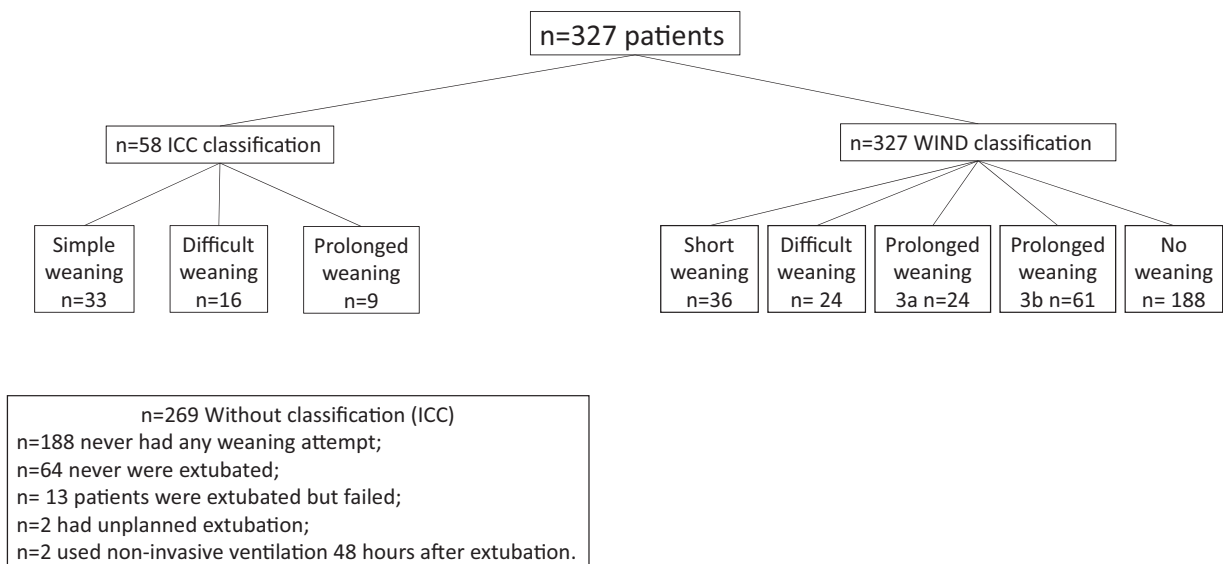 n=327 patients
n=58 ICC classification
Simple
weaning
n=33
Difficult
weaning
n=16
Prolonged
weaning
n=9
n=327 WIND classification
Short
weaning
n=36
Difficult
weaning
n= 24
Prolonged
weaning
3a n=24
Prolonged
weaning
3b n=61
No
weaning
n= 188
n=269 Without classification (ICC)
n=188 never had any weaning attempt;
n=64 never were extubated;
n= 13 patients were extubated but failed;
n=2 had unplanned extubation;
n=2 used non-invasive ventilation 48 hours after extubation.